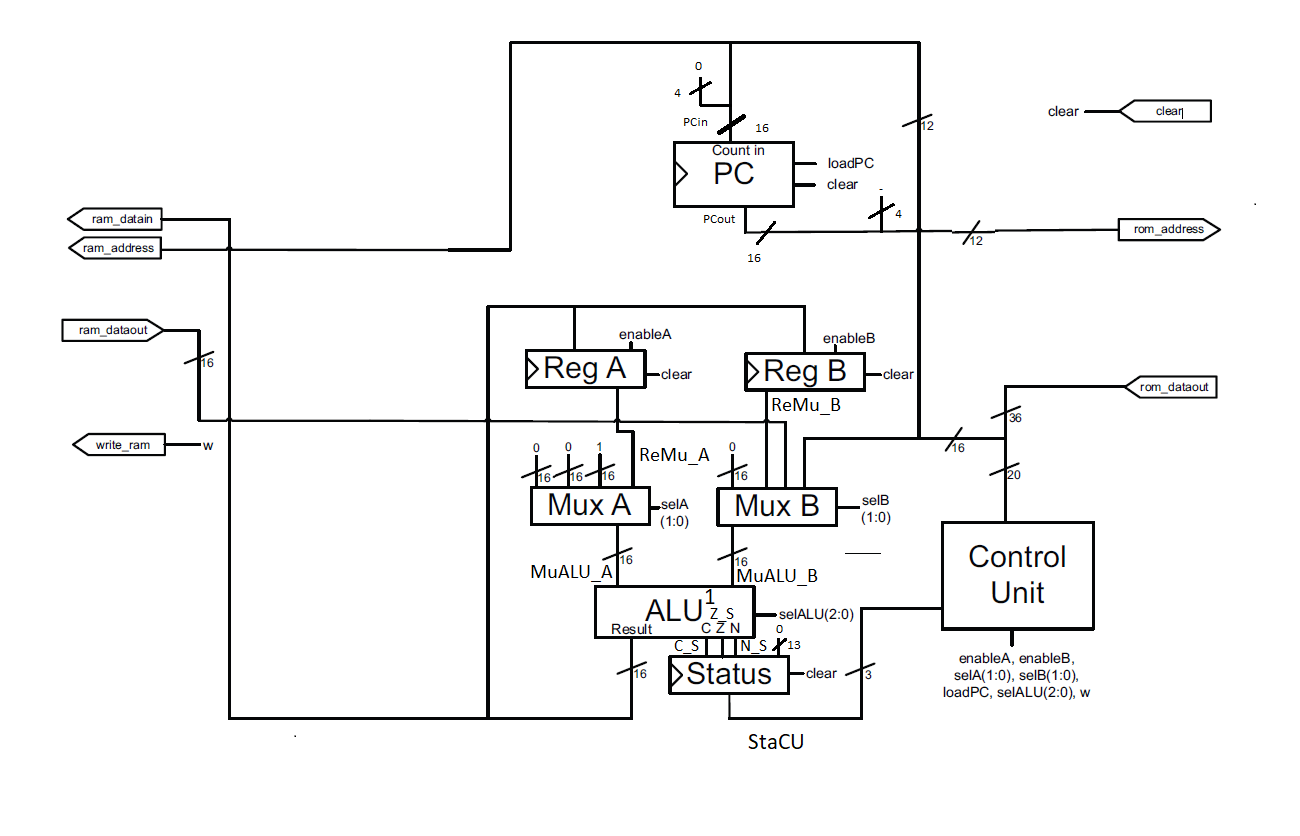 0
4
PCin
16
Count in
PC
loadPC
clear
12
clear
clear
ram_datain
ram_address
PCout
16
-
4
12
rom_address
ram_dataout
16
enableA
Reg A
clear
enableB
Reg B
clear
ReMu_B
rom_dataout
36
write_ram
w
16
20
0
0
1
ReMu_A
0
16
16
16
16
Mux A
selA
(1:0)
Mux B
selB
(1:0)
Control
Unit
16
MuALU_A
16
MuALU_B
ALU
1
Z_S
selALU(2:0)
Result
C Z N
0
C_S
N_S
13
16
Status
clear
3
enableA, enableB,
selA(1:0), selB(1:0),
loadPC, selALU(2:0), w
StaCU